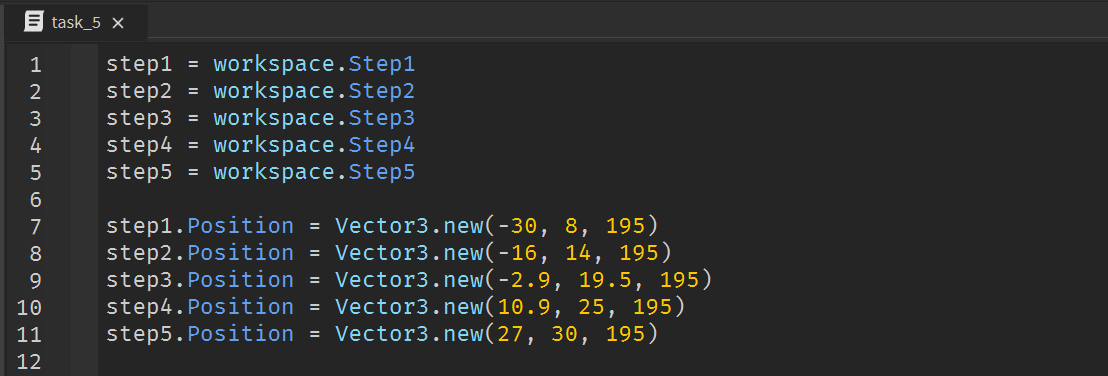 task_5 ×
1 step1 = workspace.Step1
2 step2 = workspace.Step2
3 step3 = workspace.Step3
4 step4 = workspace.Step4
5 step5 = workspace.Step5
6
7 step1.Position = Vector3.new(-30, 8, 195)
8 step2.Position = Vector3.new(-16, 14, 195)
9 step3.Position = Vector3.new(-2.9, 19.5, 195)
10 step4.Position = Vector3.new(10.9, 25, 195)
11 step5.Position = Vector3.new(27, 30, 195)
12